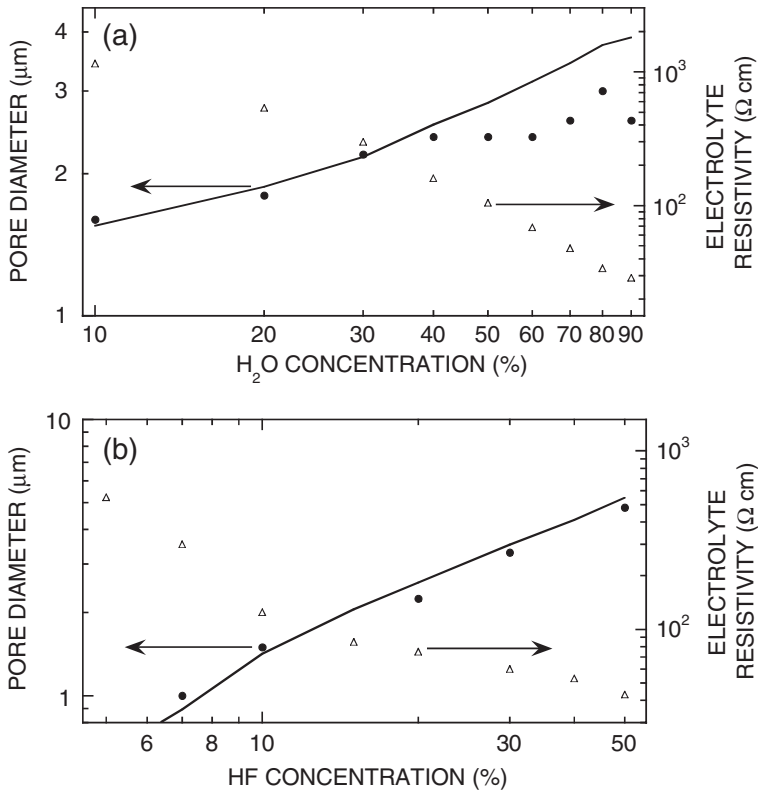 (a)
PORE DIAMETER (μm)
4
3
2
1
ELECTROLYTE
RESISTIVITY (Ω cm)
10³
10²
10 20 30 40 50 60 70 80 90
H₂O CONCENTRATION (%)
(b)
PORE DIAMETER (μm)
10
1
ELECTROLYTE
RESISTIVITY (Ω cm)
10³
10²
6 8 10 30 50
HF CONCENTRATION (%)